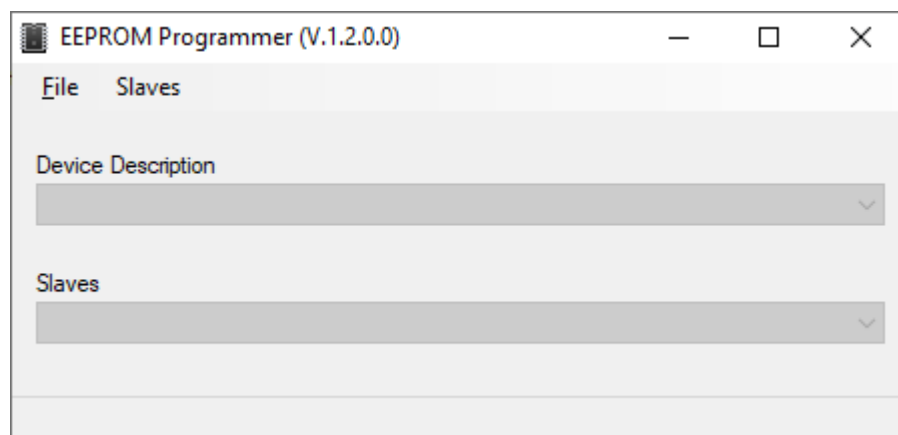 EEPROM Programmer (V.1.2.0.0)
File Slaves
Device Description
Slaves